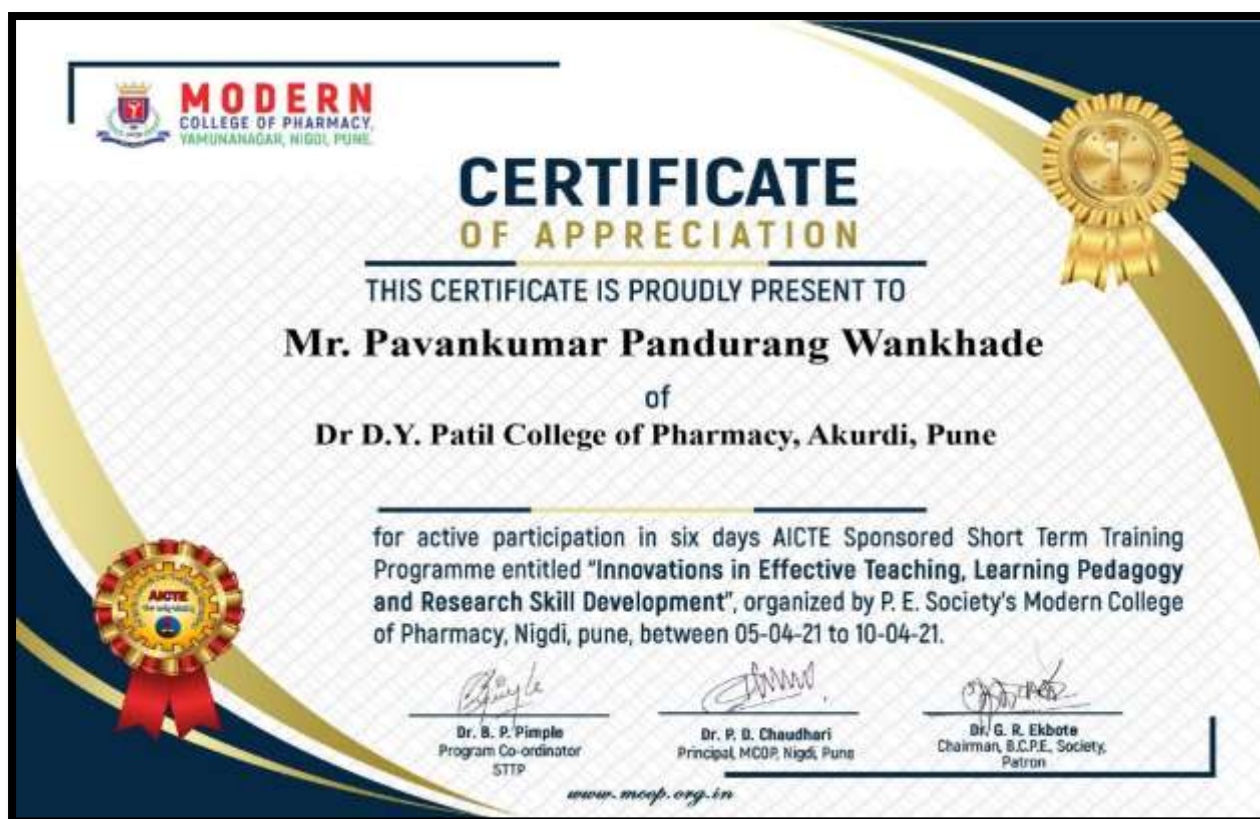 MODERN
COLLEGE OF PHARMACY,
YAMUNANAGAR, NIGDI, PUNE.
CERTIFICATE
OF APPRECIATION
THIS CERTIFICATE IS PROUDLY PRESENT TO
Mr. Pavankumar Pandurang Wankhade
of
Dr D.Y. Patil College of Pharmacy, Akurdi, Pune
for active participation in six days AICTE Sponsored Short Term Training
Programme entitled "Innovations in Effective Teaching, Learning Pedagogy
and Research Skill Development", organized by P. E. Society's Modern College
of Pharmacy, Nigdi, pune, between 05-04-21 to 10-04-21.
Dr. B. P. Pimple
Program Co-ordinator
STTP
Dr. P. D. Chaudhari
Principal, MCOP, Nigdi, Pune
Dr. G. R. Ekbote
Chairman, B.C.P.E., Society,
Patron
www.mcop.org.in
1
AICTE